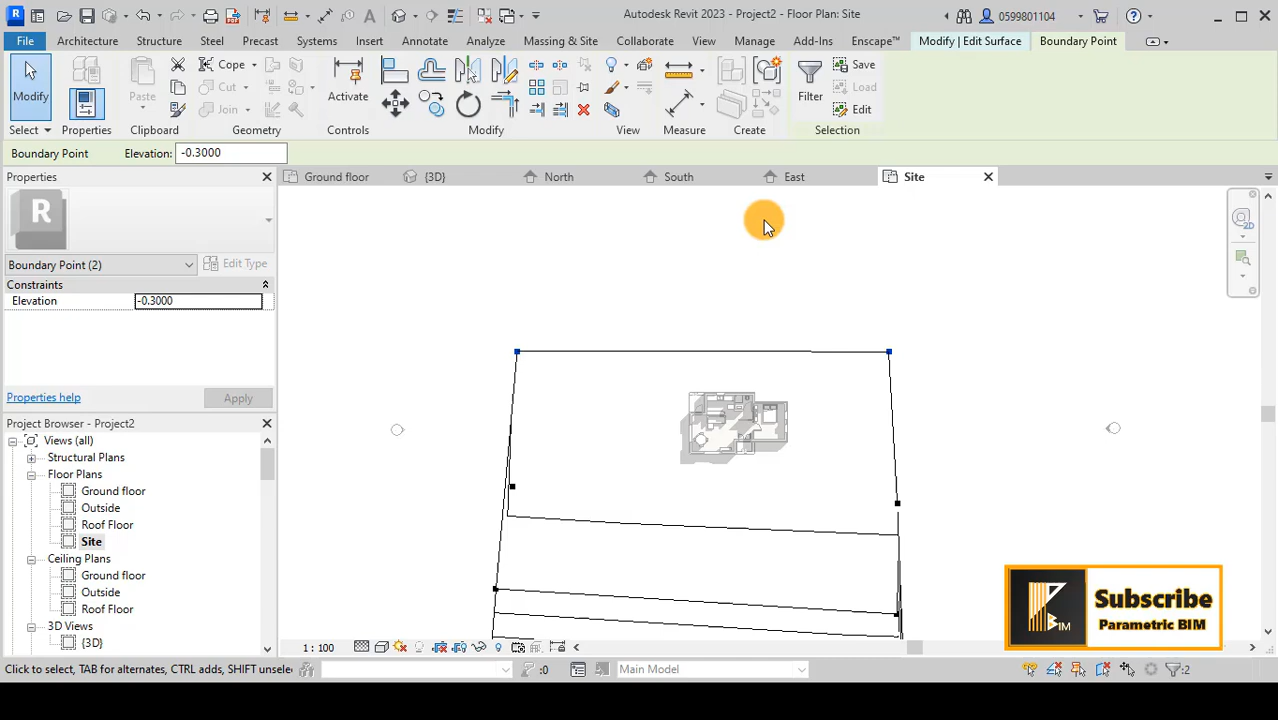 Autodesk Revit 2023 - Project2 - Floor Plan: Site
0599801104
File Architecture Structure Steel Precast Systems Insert Annotate Analyze Massing & Site Collaborate View Manage Add-Ins Enscape™ Modify | Edit Surface Boundary Point
Modify Paste Cope Cut Join Activate Filter Save Load Edit
Select Properties Clipboard Geometry Controls Modify View Measure Create Selection
Boundary Point Elevation: -0.3000
Properties
Ground floor {3D} North South East Site
Boundary Point (2) Edit Type
Constraints
Elevation -0.3000
Properties help Apply
Project Browser - Project2
Views (all)
Structural Plans
Floor Plans
Ground floor
Outside
Roof Floor
Site
Ceiling Plans
Ground floor
Outside
Roof Floor
3D Views
{3D}
1 : 100
Click to select, TAB for alternates, CTRL adds, SHIFT unselec
:0
Main Model
:2
Subscribe
Parametric BIM
BIM
2D